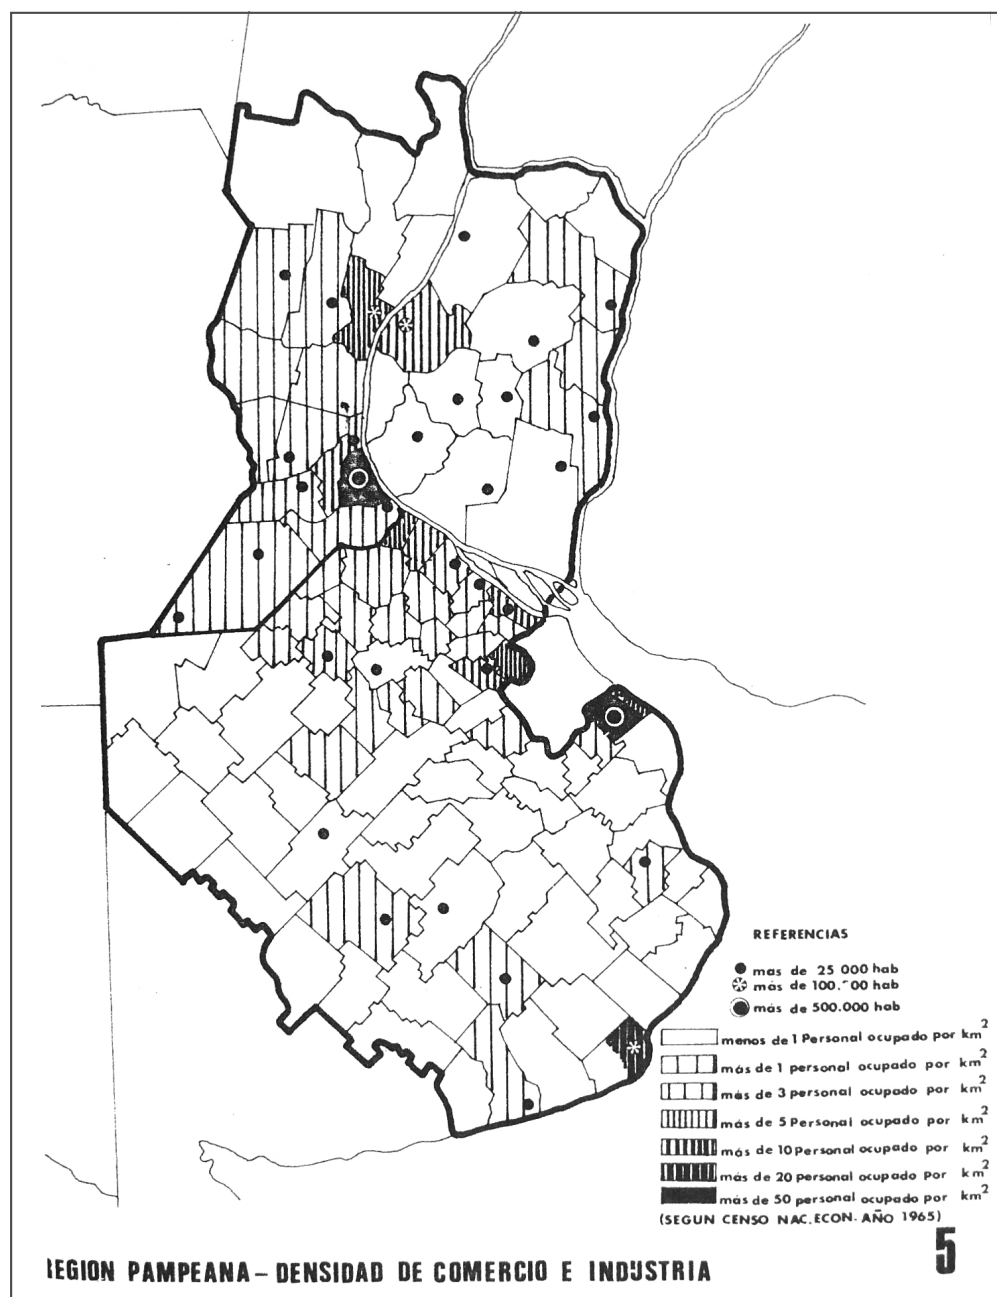 REFERENCIAS
mas de 25 000 hab
más de 100.000 hab
más de 500.000 hab
menos de 1 Personal ocupado por km2
más de 1 personal ocupado por km2
más de 3 personal ocupado por km2
más de 5 Personal ocupado por km2
más de 10 Personal ocupado por km2
más de 20 personal ocupado por km2
más de 50 personal ocupado por km2
(SEGUN CENSO NAC. ECON. AÑO 1965)
5
REGION PAMPEANA – DENSIDAD DE COMERCIO E INDUSTRIA